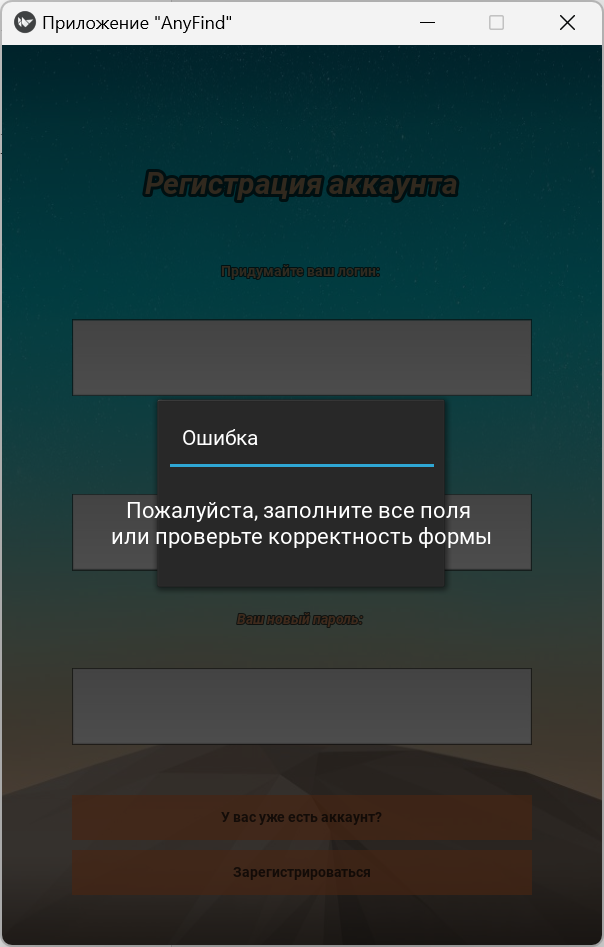 Приложение "AnyFind"
Регистрация аккаунта
Придумайте ваш логин:
Ошибка
Пожалуйста, заполните все поля
или проверьте корректность формы
Ваш новый пароль:
У вас уже есть аккаунт?
Зарегистрироваться